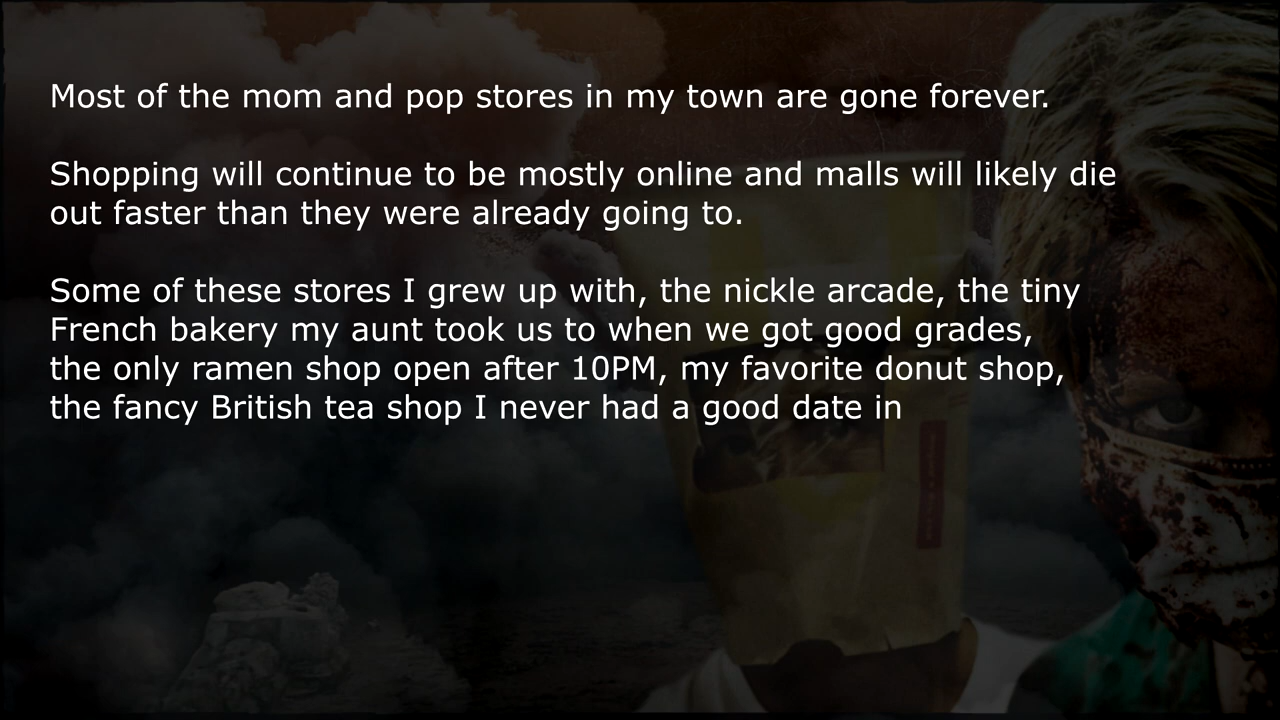 Most of the mom and pop stores in my town are gone forever.
Shopping will continue to be mostly online and malls will likely die
out faster than they were already going to.
Some of these stores I grew up with, the nickle arcade, the tiny
French bakery my aunt took us to when we got good grades,
the only ramen shop open after 10PM, my favorite donut shop,
the fancy British tea shop I never had a good date in